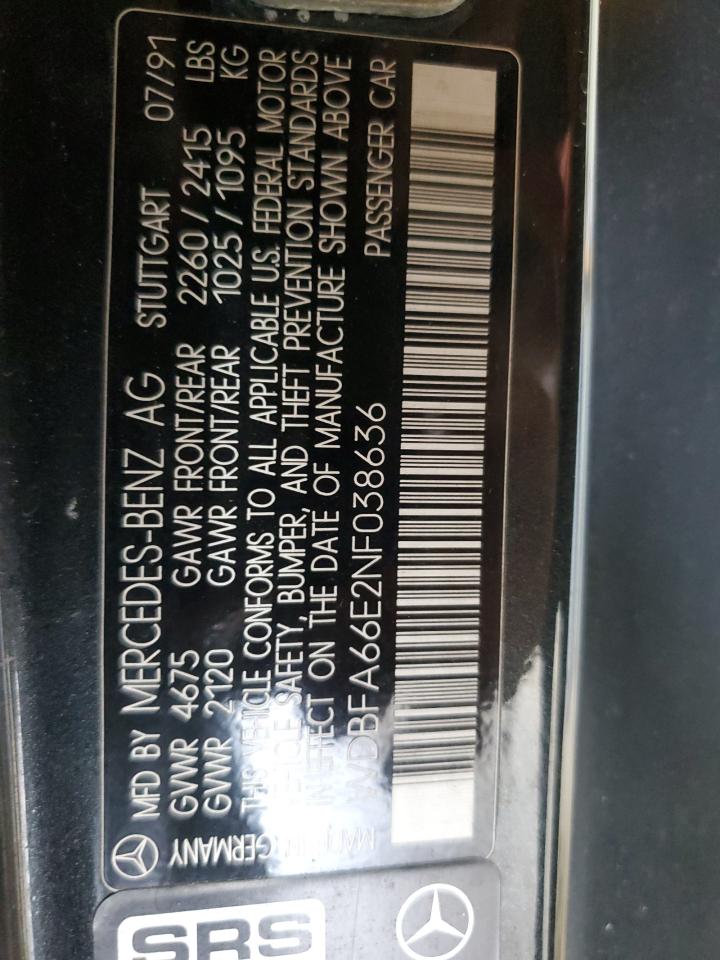 MFD BY MERCEDES-BENZ AG STUTTGART 07/91
GVWR 4675 GAWR FRONT/REAR 2260 / 2415 LBS
GVWR 2120 GAWR FRONT/REAR 1025 / 1095 KG
THIS VEHICLE CONFORMS TO ALL APPLICABLE U.S. FEDERAL MOTOR
VEHICLE SAFETY, BUMPER, AND THEFT PREVENTION STANDARDS
IN EFFECT ON THE DATE OF MANUFACTURE SHOWN ABOVE
WDBFA66E2NF038636 PASSENGER CAR
MADE IN GERMANY
SRS